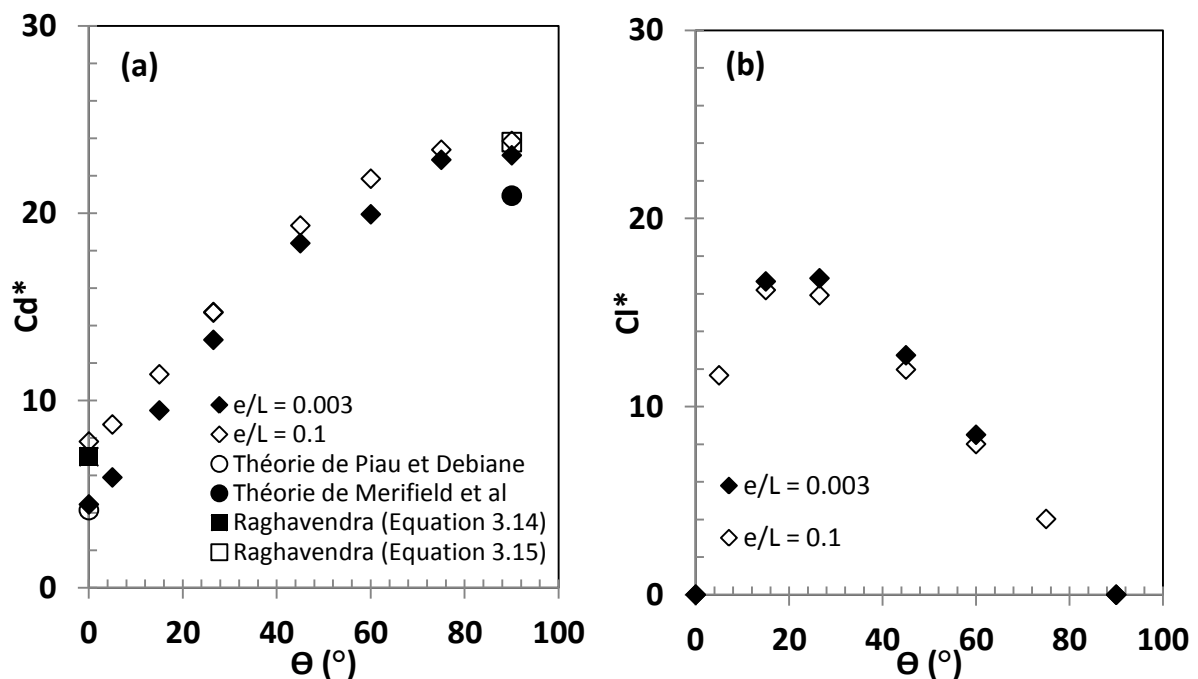 (a)
30
20
10
0
Cd*
e/L = 0.003
e/L = 0.1
Théorie de Piau et Debiane
Théorie de Merifield et al
Raghavendra (Equation 3.14)
Raghavendra (Equation 3.15)
0 20 40 60 80 100
Ɵ (°)
(b)
30
20
10
0
Cl*
e/L = 0.003
e/L = 0.1
0 20 40 60 80 100
Ɵ (°)